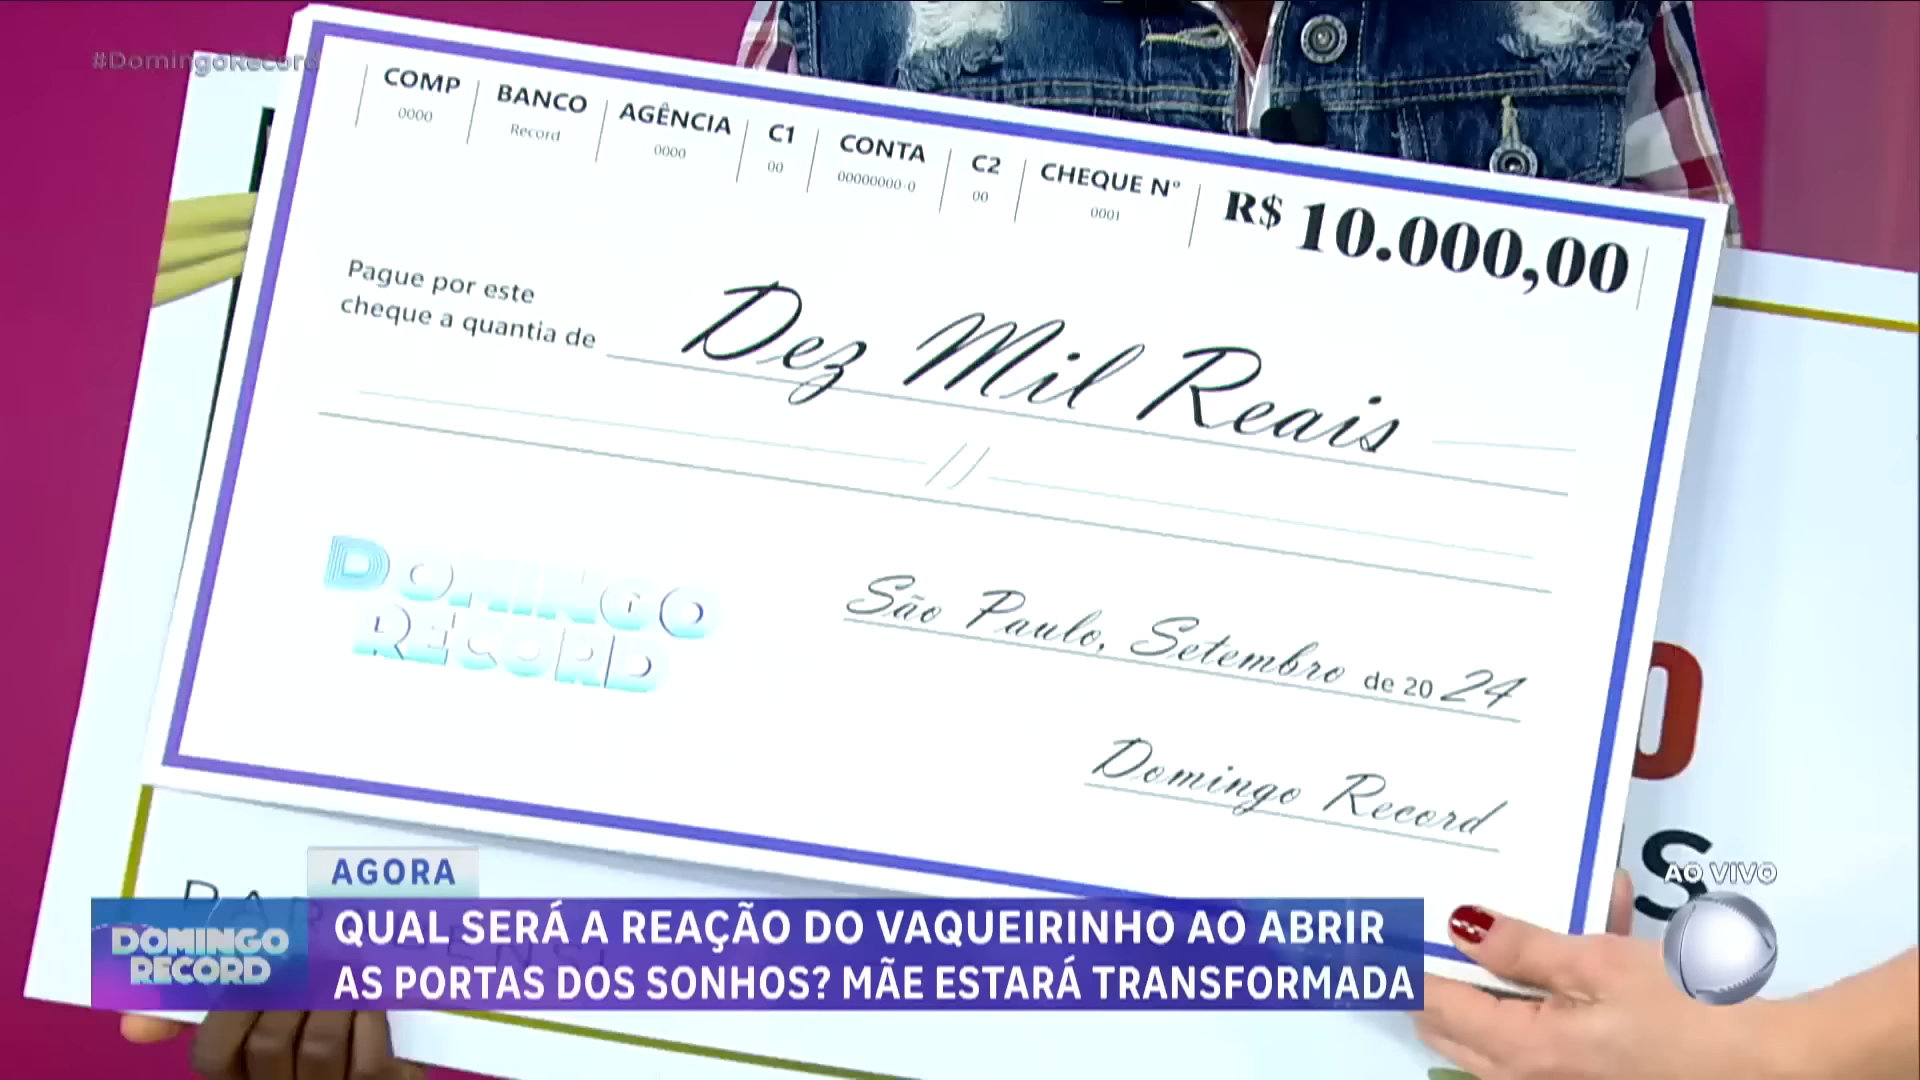 #DomingoRecord
COMP BANCO AGÊNCIA C1 CONTA C2 CHEQUE Nº R$ 10.000,00
0000 Record 0000 00 00000000-0 00 0001
Pague por este
cheque a quantia de Dez Mil Reais
DOMINGO
RECORD
São Paulo, Setembro de 20 24
Domingo Record
AO VIVO
AGORA
DOMINGO
RECORD
QUAL SERÁ A REAÇÃO DO VAQUEIRINHO AO ABRIR
AS PORTAS DOS SONHOS? MÃE ESTARÁ TRANSFORMADA